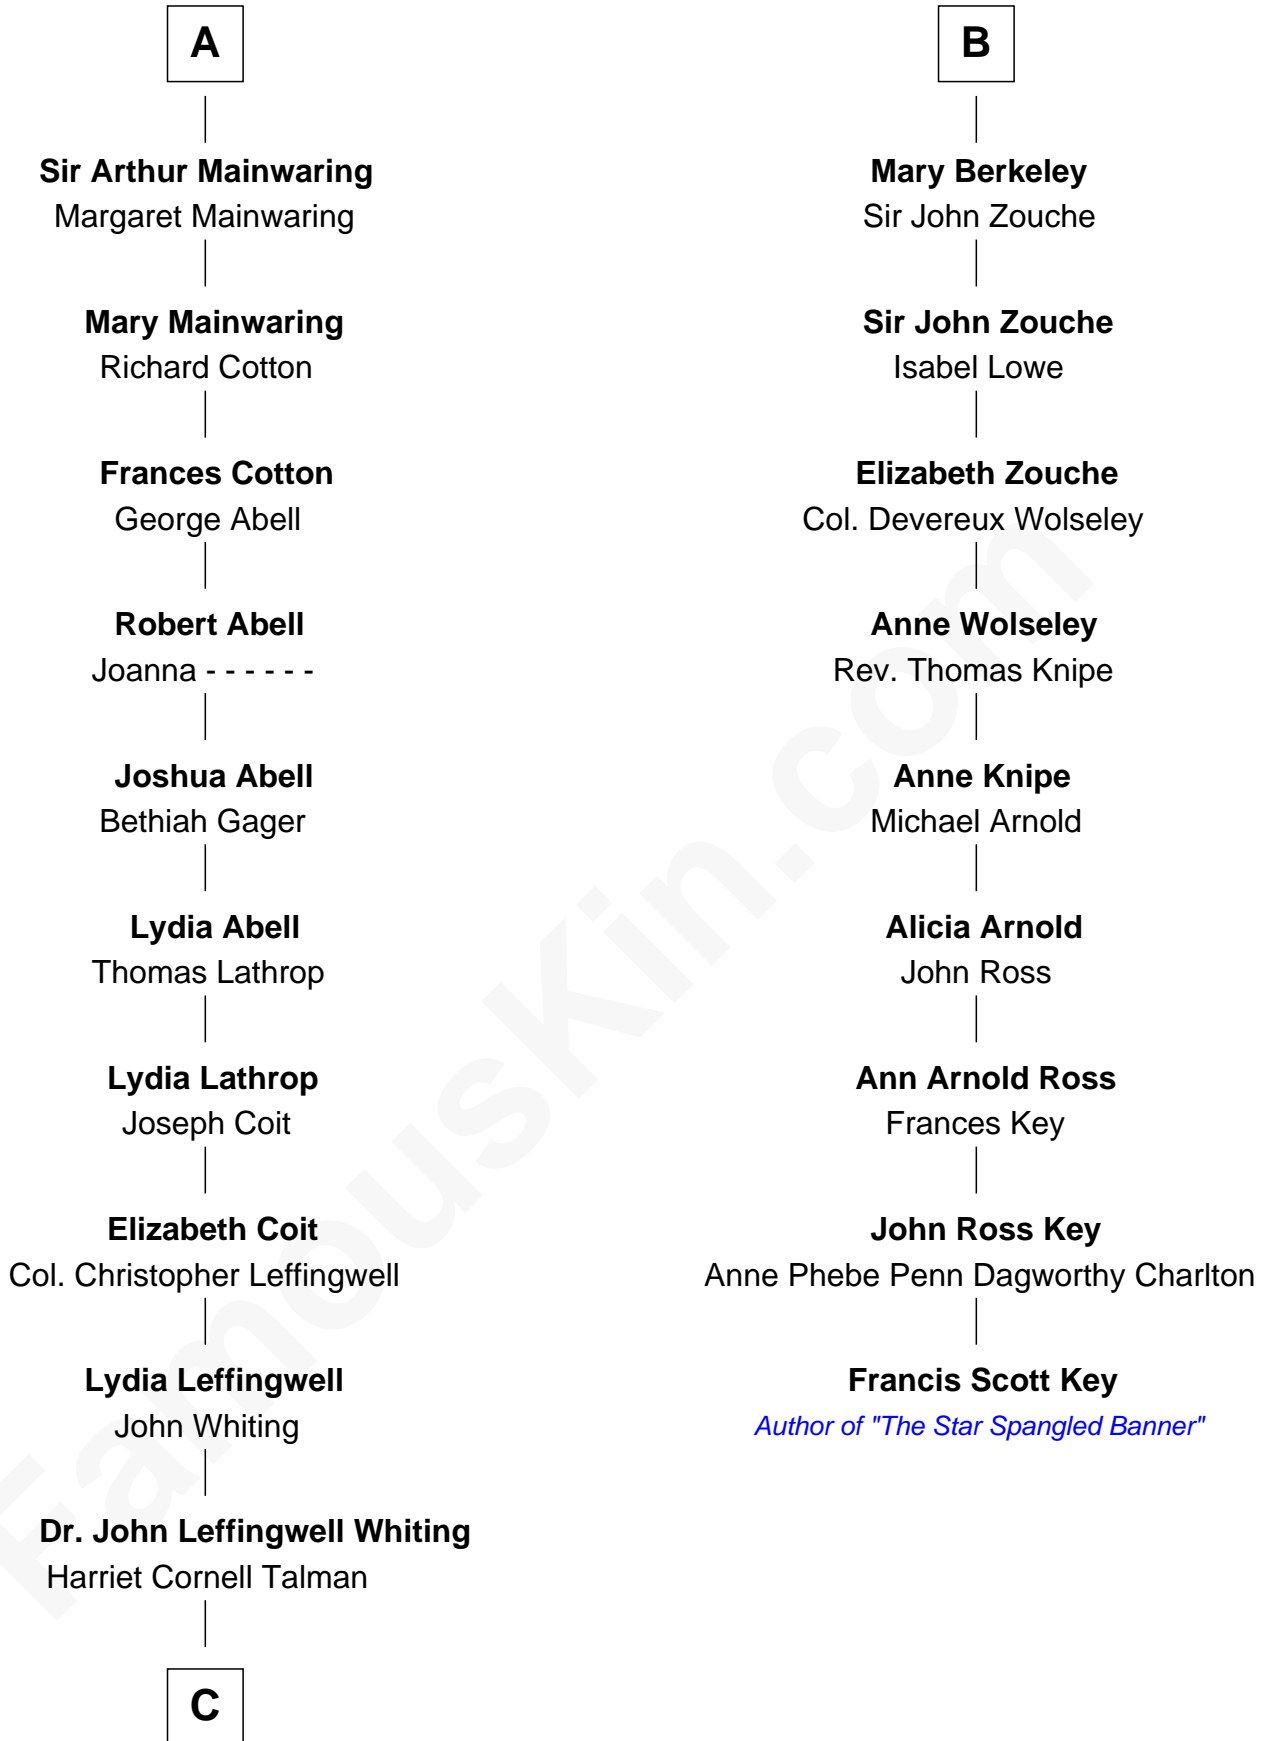 A
Sir Arthur Mainwaring
Margaret Mainwaring
Mary Mainwaring
Richard Cotton
Frances Cotton
George Abell
Robert Abell
Joanna - - - - - -
Joshua Abell
Bethiah Gager
Lydia Abell
Thomas Lathrop
Lydia Lathrop
Joseph Coit
Elizabeth Coit
Col. Christopher Leffingwell
Lydia Leffingwell
John Whiting
Dr. John Leffingwell Whiting
Harriet Cornell Talman
C
B
Mary Berkeley
Sir John Zouche
Sir John Zouche
Isabel Lowe
Elizabeth Zouche
Col. Devereux Wolseley
Anne Wolseley
Rev. Thomas Knipe
Anne Knipe
Michael Arnold
Alicia Arnold
John Ross
Ann Arnold Ross
Frances Key
John Ross Key
Anne Phebe Penn Dagworthy Charlton
Francis Scott Key
Author of "The Star Spangled Banner"
FamousKin.com